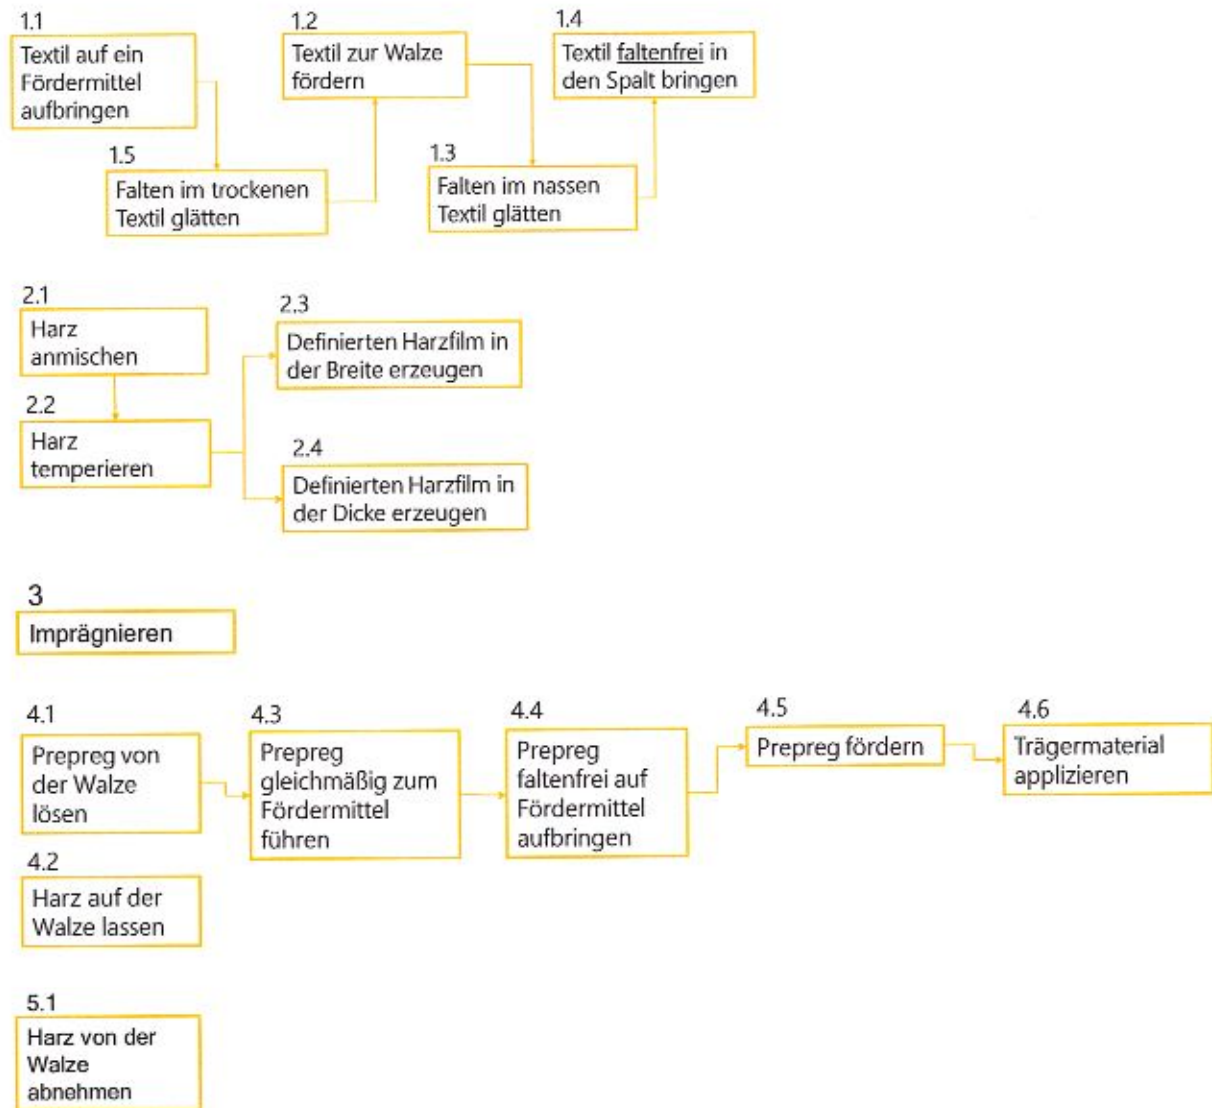 1.1
Textil auf ein
Fördermittel
aufbringen
1.2
Textil zur Walze
fördern
1.4
Textil faltenfrei in
den Spalt bringen
1.5
Falten im trockenen
Textil glätten
1.3
Falten im nassen
Textil glätten
2.1
Harz
anmischen
2.2
Harz
temperieren
2.3
Definierten Harzfilm in
der Breite erzeugen
2.4
Definierten Harzfilm in
der Dicke erzeugen
3
Imprägnieren
4.1
Prepreg von
der Walze
lösen
4.3
Prepreg
gleichmäßig zum
Fördermittel
führen
4.4
Prepreg
faltenfrei auf
Fördermittel
aufbringen
4.5
Prepreg fördern
4.6
Trägermaterial
applizieren
4.2
Harz auf der
Walze lassen
5.1
Harz von der
Walze
abnehmen